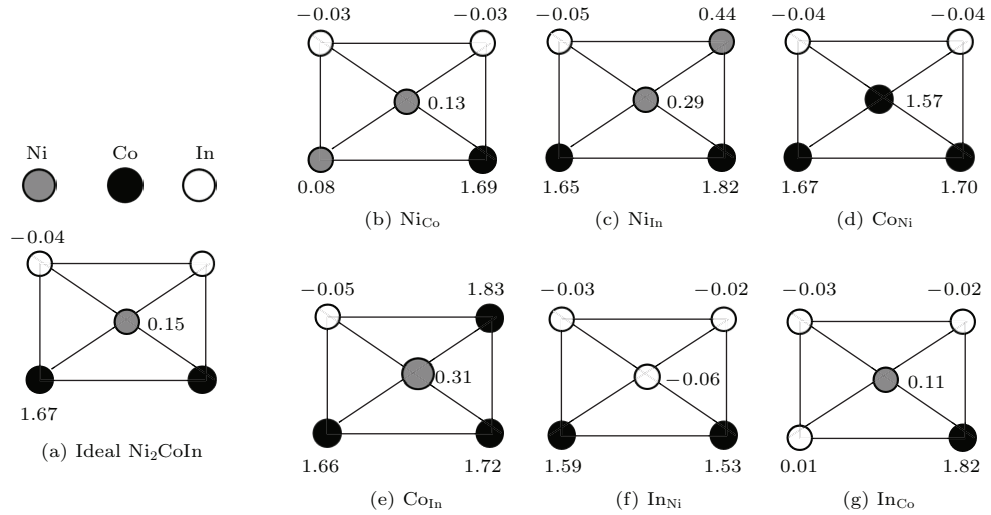 −0.03 −0.03
0.13
0.08 1.69
(b) NiCo
−0.05 0.44
0.29
1.65 1.82
(c) NiIn
−0.04 −0.04
1.57
1.67 1.70
(d) CoNi
Ni Co In
−0.04
0.15
1.67
(a) Ideal Ni2CoIn
−0.05 1.83
0.31
1.66 1.72
(e) CoIn
−0.03 −0.02
−0.06
1.59 1.53
(f) InNi
−0.03 −0.02
0.11
0.01 1.82
(g) InCo